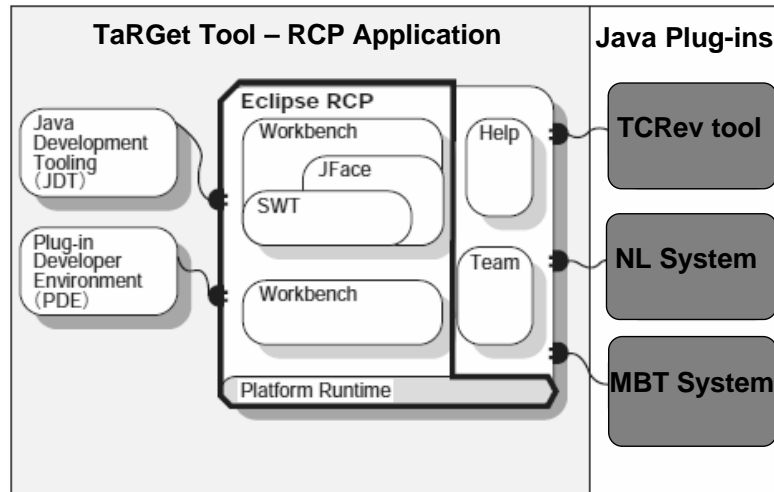 TaRGet Tool – RCP Application
Java Plug-ins
Java
Development
Tooling
(JDT)
Plug-in
Developer
Environment
(PDE)
Eclipse RCP
Workbench
JFace
SWT
Workbench
Platform Runtime
Help
Team
TCRev tool
NL System
MBT System